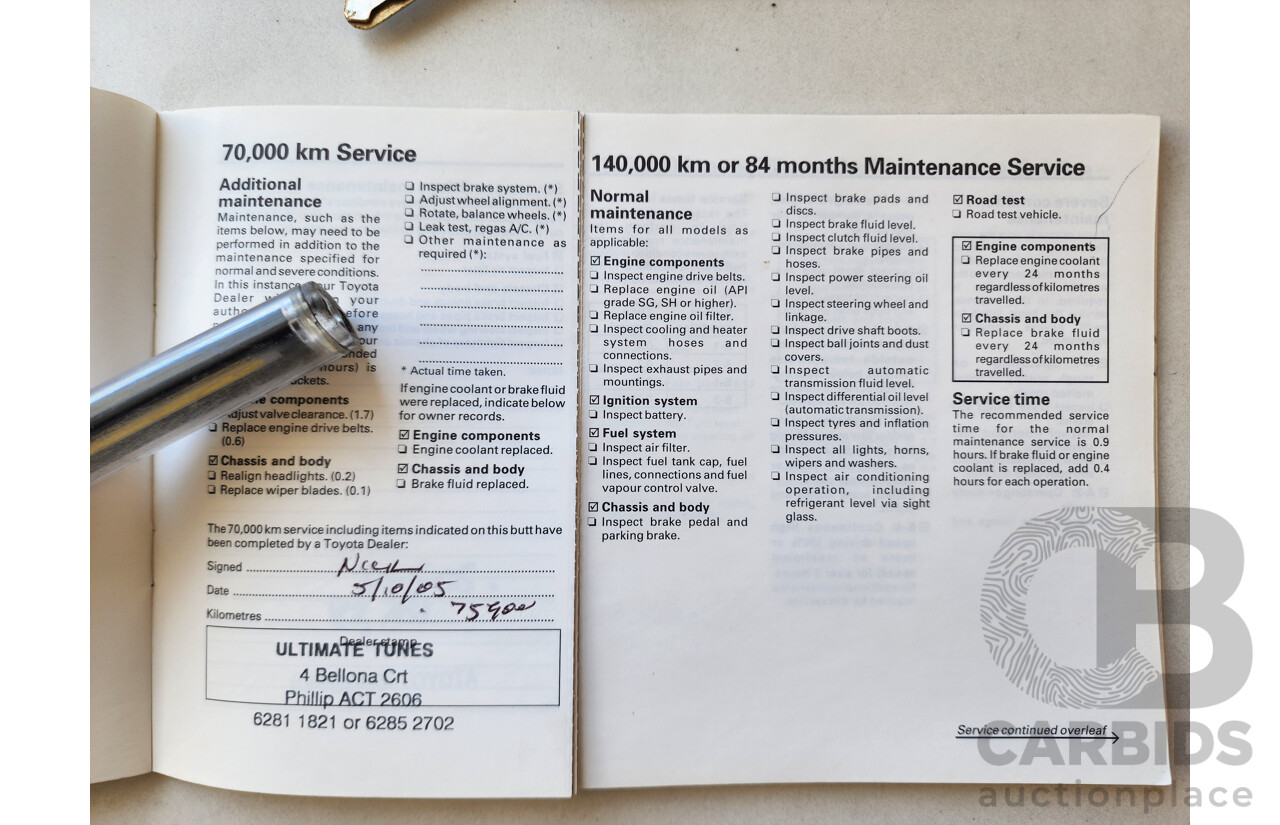 70,000 km Service
Additional
maintenance
Maintenance, such as the
items below, may need to be
performed in addition to the
maintenance specified for
normal and severe conditions.
In this instance your Toyota
Dealer your
any
hours) is
components
Adjust valve clearance. (1.7)
❏ Replace engine drive belts.
(0.6)
☑ Chassis and body
❏ Realign headlights. (0.2)
❏ Replace wiper blades. (0.1)
❏ Inspect brake system. (*)
❏ Adjust wheel alignment. (*)
❏ Rotate, balance wheels. (*)
❏ Leak test, regas A/C. (*)
❏ Other maintenance as
required (*):
* Actual time taken.
If engine coolant or brake fluid
were replaced, indicate below
for owner records.
☑ Engine components
❏ Engine coolant replaced.
☑ Chassis and body
❏ Brake fluid replaced.
The 70,000 km service including items indicated on this butt have
been completed by a Toyota Dealer:
Signed Nick
Date 5/10/05
Kilometres 75900
Dealer stamp
ULTIMATE TUNES
4 Bellona Crt
Phillip ACT 2606
6281 1821 or 6285 2702
140,000 km or 84 months Maintenance Service
Normal
maintenance
Items for all models as
applicable:
☑ Engine components
❏ Inspect engine drive belts.
❏ Replace engine oil (API
grade SG, SH or higher).
❏ Replace engine oil filter.
❏ Inspect cooling and heater
system hoses and
connections.
❏ Inspect exhaust pipes and
mountings.
☑ Ignition system
❏ Inspect battery.
☑ Fuel system
❏ Inspect air filter.
❏ Inspect fuel tank cap, fuel
lines, connections and fuel
vapour control valve.
☑ Chassis and body
❏ Inspect brake pedal and
parking brake.
❏ Inspect brake pads and
discs.
❏ Inspect brake fluid level.
❏ Inspect clutch fluid level.
❏ Inspect brake pipes and
hoses.
❏ Inspect power steering oil
level.
❏ Inspect steering wheel and
linkage.
❏ Inspect drive shaft boots.
❏ Inspect ball joints and dust
covers.
❏ Inspect automatic
transmission fluid level.
❏ Inspect differential oil level
(automatic transmission).
❏ Inspect tyres and inflation
pressures.
❏ Inspect all lights, horns,
wipers and washers.
❏ Inspect air conditioning
operation, including
refrigerant level via sight
glass.
☑ Road test
❏ Road test vehicle.
☑ Engine components
❏ Replace engine coolant
every 24 months
regardless of kilometres
travelled.
☑ Chassis and body
❏ Replace brake fluid
every 24 months
regardless of kilometres
travelled.
Service time
The recommended service
time for the normal
maintenance service is 0.9
hours. If brake fluid or engine
coolant is replaced, add 0.4
hours for each operation.
Service continued overleaf
CB
CARBIDS
auctionplace